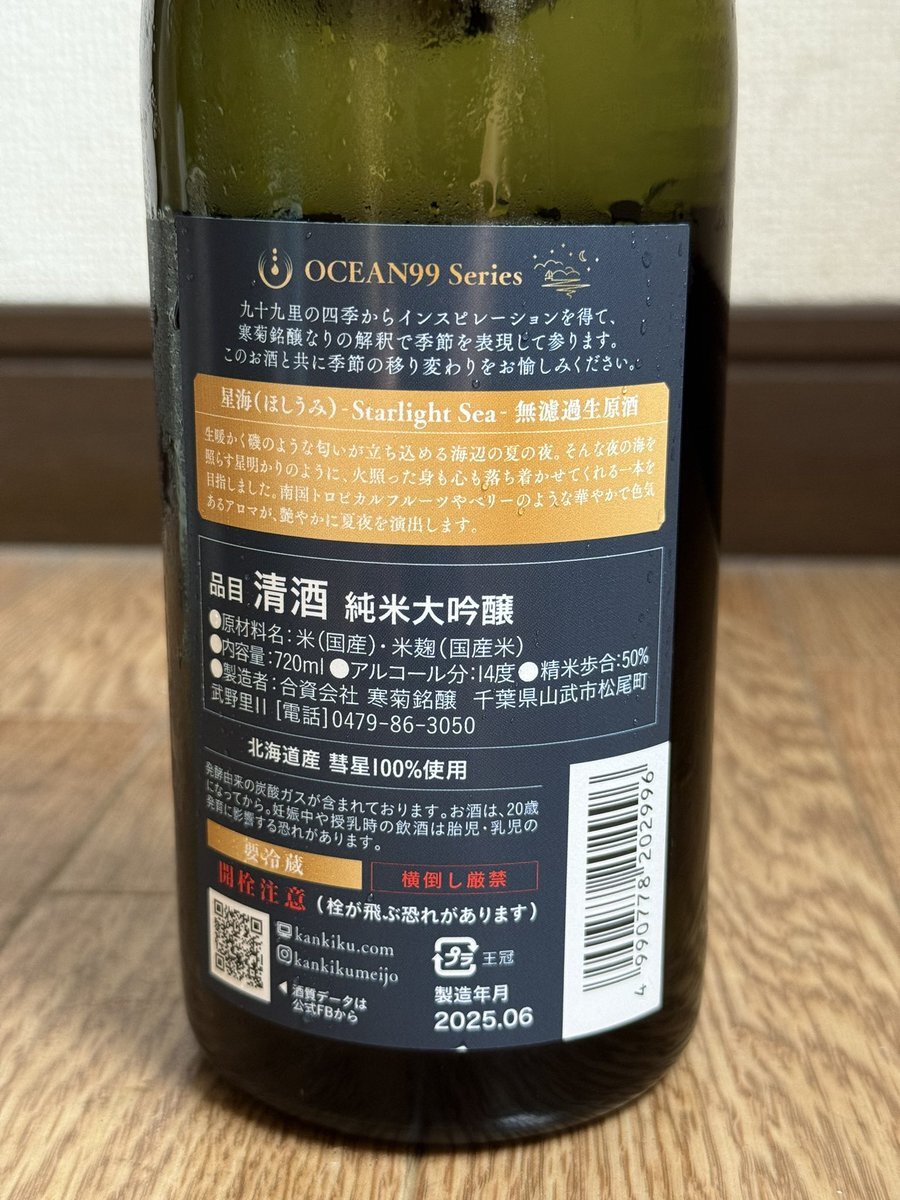 OCEAN99 Series
九十九里の四季からインスピレーションを得て、
寒菊銘醸なりの解釈で季節を表現して参ります。
このお酒と共に季節の移り変わりをお愉しみください。
星海(ほしうみ) - Starlight Sea - 無濾過生原酒
生暖かく磯のような匂いが立ち込める海辺の夏の夜。そんな夜の海を
照らす星明かりのように、火照った身も心も落ち着かせてくれる一本を
目指しました。南国トロピカルフルーツやベリーのような華やかで色気
あるアロマが、艶やかに夏夜を演出します。
品目 清酒 純米大吟醸
●原材料名:米(国産)・米麹(国産米)
●内容量:720ml ●アルコール分:14度 ●精米歩合:50%
●製造者:合資会社 寒菊銘醸 千葉県山武市松尾町
武野里11 [電話]0479-86-3050
北海道産 彗星100%使用
発酵由来の炭酸ガスが含まれております。お酒は、20歳
になってから。妊娠中や授乳時の飲酒は胎児・乳児の
発育に影響する恐れがあります。
要冷蔵
横倒し厳禁
開栓注意(栓が飛ぶ恐れがあります)
kankiku.com
kankikumeijo
◀酒質データは
公式FBから
プラ 王冠
製造年月
2025.06
4 990778 202996